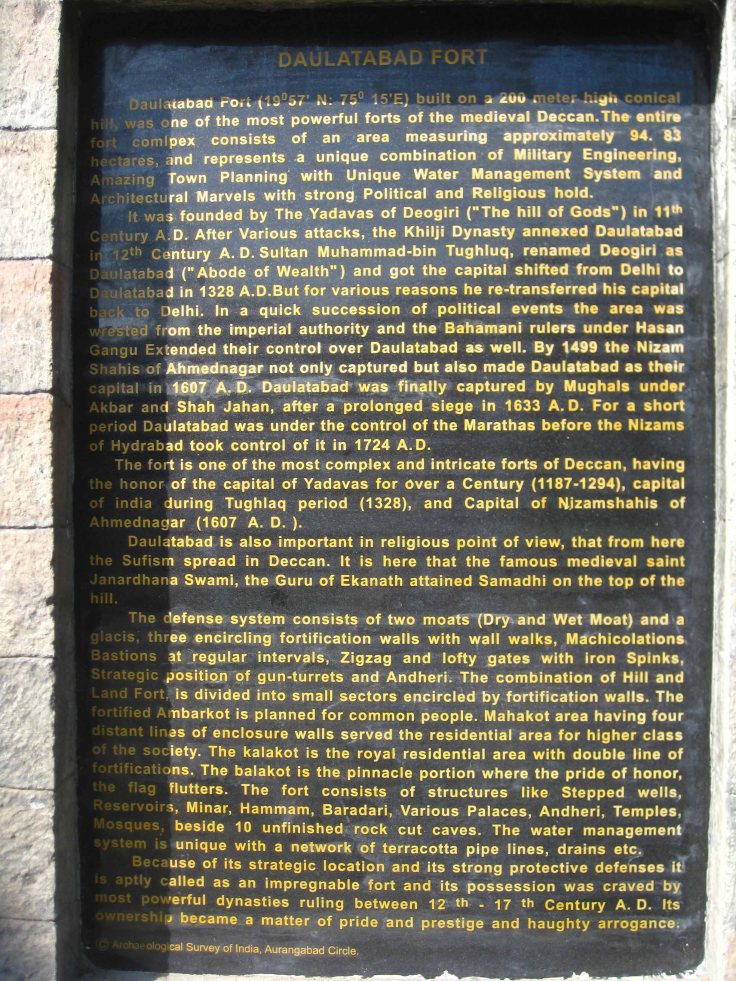 DAULATABAD FORT
Daulatabad Fort (19⁰57' N: 75⁰ 15'E) built on a 200 meter high conical
hill, was one of the most powerful forts of the medieval Deccan.The entire
fort comlpex consists of an area measuring approximately 94. 83
hectares, and represents a unique combination of Military Engineering,
Amazing Town Planning with Unique Water Management System and
Architectural Marvels with strong Political and Religious hold.
It was founded by The Yadavas of Deogiri ("The hill of Gods") in 11th
Century A.D. After Various attacks, the Khilji Dynasty annexed Daulatabad
in 12th Century A.D. Sultan Muhammad-bin Tughluq, renamed Deogiri as
Daulatabad ("Abode of Wealth") and got the capital shifted from Delhi to
Daulatabad in 1328 A.D.But for various reasons he re-transferred his capital
back to Delhi. In a quick succession of political events the area was
wrested from the imperial authority and the Bahamani rulers under Hasan
Gangu Extended their control over Daulatabad as well. By 1499 the Nizam
Shahis of Ahmednagar not only captured but also made Daulatabad as their
capital in 1607 A.D. Daulatabad was finally captured by Mughals under
Akbar and Shah Jahan, after a prolonged siege in 1633 A.D. For a short
period Daulatabad was under the control of the Marathas before the Nizams
of Hydrabad took control of it in 1724 A.D.
The fort is one of the most complex and intricate forts of Deccan, having
the honor of the capital of Yadavas for over a Century (1187-1294), capital
of india during Tughlaq period (1328), and Capital of Nizamshahis of
Ahmednagar (1607 A. D. ).
Daulatabad is also important in religious point of view, that from here
the Sufism spread in Deccan. It is here that the famous medieval saint
Janardhana Swami, the Guru of Ekanath attained Samadhi on the top of the
hill.
The defense system consists of two moats (Dry and Wet Moat) and a
glacis, three encircling fortification walls with wall walks, Machicolations
Bastions at regular intervals, Zigzag and lofty gates with iron Spinks,
Strategic position of gun-turrets and Andheri. The combination of Hill and
Land Fort, is divided into small sectors encircled by fortification walls. The
fortified Ambarkot is planned for common people. Mahakot area having four
distant lines of enclosure walls served the residential area for higher class
of the society. The kalakot is the royal residential area with double line of
fortifications. The balakot is the pinnacle portion where the pride of honor,
the flag flutters. The fort consists of structures like Stepped wells,
Reservoirs, Minar, Hammam, Baradari, Various Palaces, Andheri, Temples,
Mosques, beside 10 unfinished rock cut caves. The water management
system is unique with a network of terracotta pipe lines, drains etc.
Because of its strategic location and its strong protective defenses it
is aptly called as an impregnable fort and its possession was craved by
most powerful dynasties ruling between 12 th - 17 th Century A.D. Its
ownership became a matter of pride and prestige and haughty arrogance.
© Archaeological Survey of India, Aurangabad Circle.